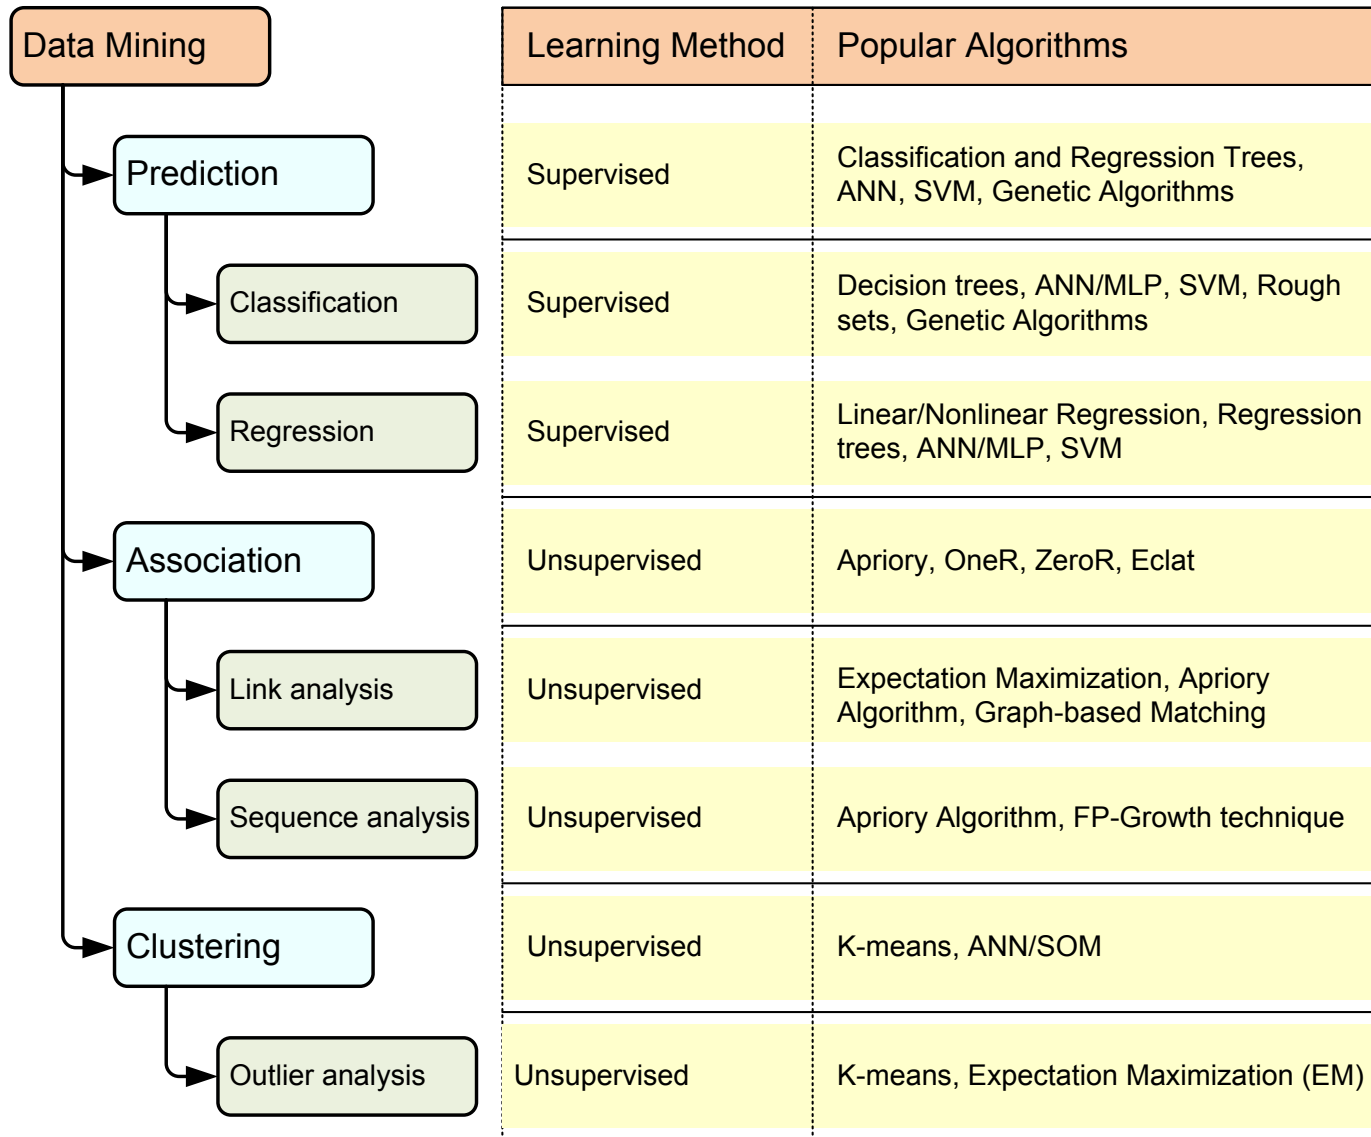 Data Mining
Learning Method
Popular Algorithms
Prediction
Supervised
Classification and Regression Trees,
ANN, SVM, Genetic Algorithms
Classification
Supervised
Decision trees, ANN/MLP, SVM, Rough
sets, Genetic Algorithms
Regression
Supervised
Linear/Nonlinear Regression, Regression
trees, ANN/MLP, SVM
Association
Unsupervised
Apriory, OneR, ZeroR, Eclat
Link analysis
Unsupervised
Expectation Maximization, Apriory
Algorithm, Graph-based Matching
Sequence analysis
Unsupervised
Apriory Algorithm, FP-Growth technique
Clustering
Unsupervised
K-means, ANN/SOM
Outlier analysis
Unsupervised
K-means, Expectation Maximization (EM)